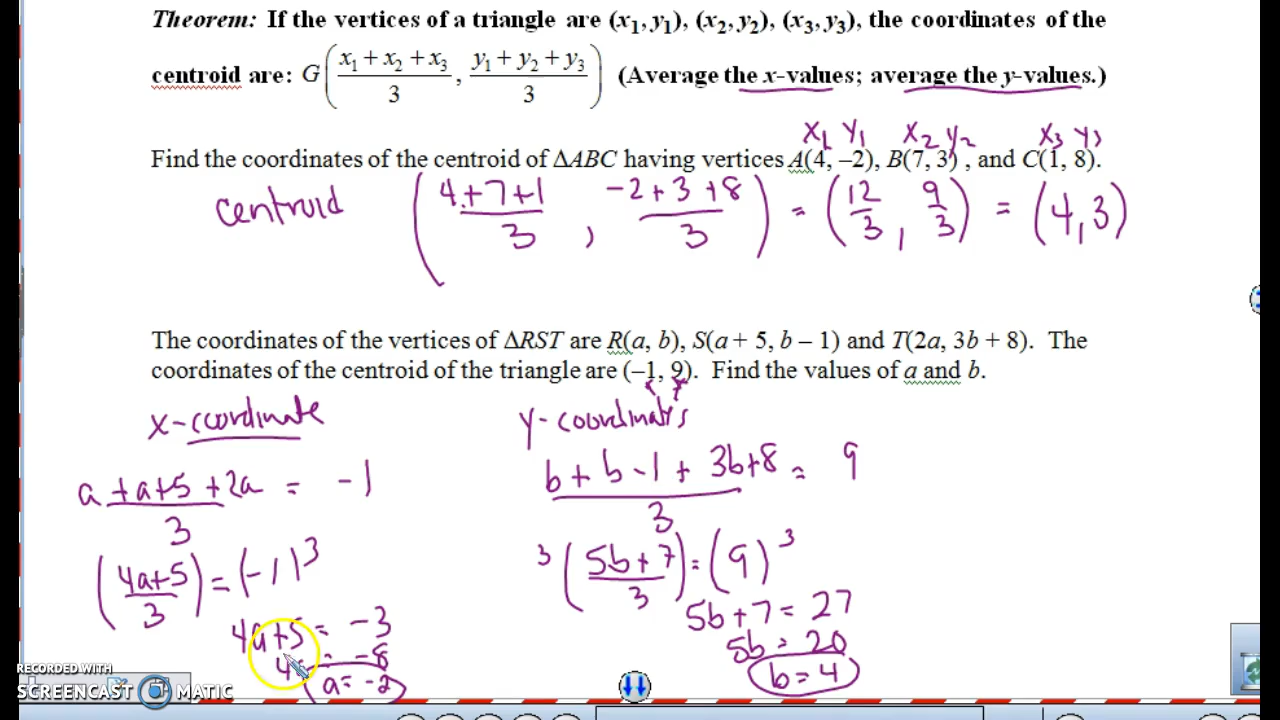 Theorem: If the vertices of a triangle are (x₁, y₁), (x₂, y₂), (x₃, y₃), the coordinates of the
centroid are: G( (x₁ + x₂ + x₃)/3 , (y₁ + y₂ + y₃)/3 ) (Average the x-values; average the y-values.)
x₁ y₁ x₂ y₂ x₃ y₃
Find the coordinates of the centroid of ΔABC having vertices A(4, –2), B(7, 3) , and C(1, 8).
centroid ( (4+7+1)/3 , (-2+3+8)/3 ) = ( 12/3 , 9/3 ) = (4,3)
The coordinates of the vertices of ΔRST are R(a, b), S(a + 5, b – 1) and T(2a, 3b + 8). The
coordinates of the centroid of the triangle are (–1, 9). Find the values of a and b.
x-coordinate
y-coordinates
(a+a+5+2a)/3 = -1
(b+b-1+3b+8)/3 = 9
((4a+5)/3) = (-1)3
3((5b+7)/3) = (9)3
4a+5 = -3
5b+7 = 27
-8
5b = 20
a = -2
b = 4
RECORDED WITH
SCREENCAST MATIC